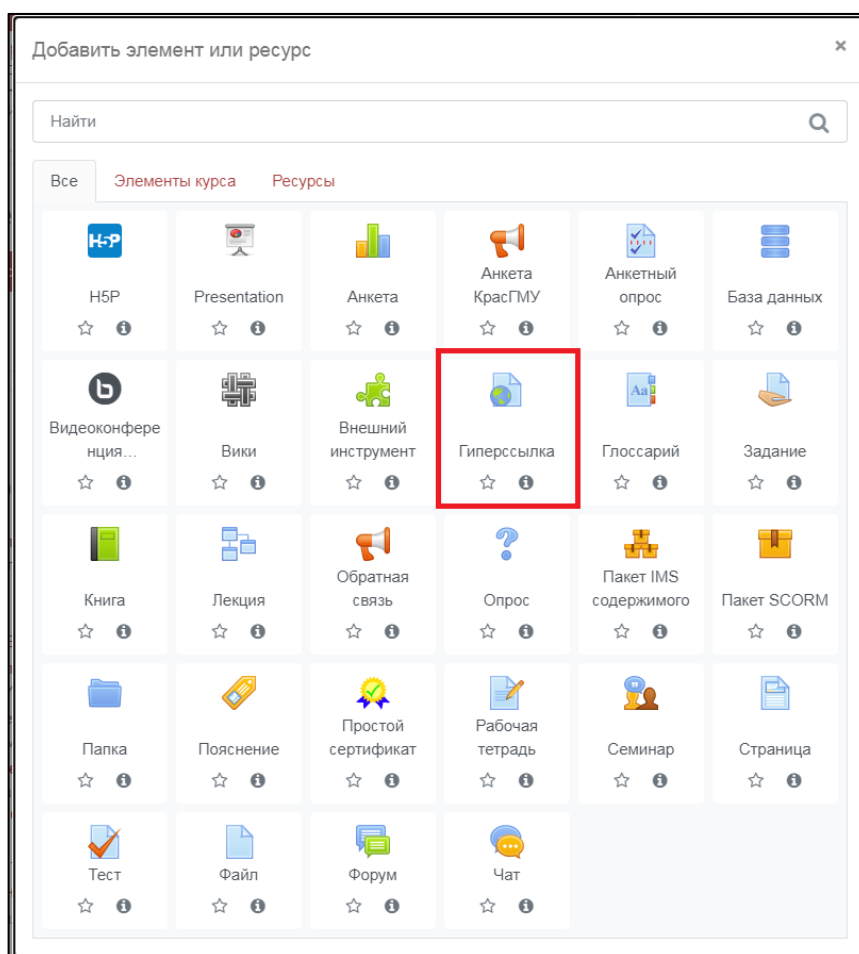 Добавить элемент или ресурс
×
Найти
Все Элементы курса Ресурсы
H5P
H5P
Presentation
Анкета
Анкета
КрасГМУ
Анкетный
опрос
База данных
Видеоконфере
нция...
Вики
Внешний
инструмент
Гиперссылка
Aa
Глоссарий
Задание
Книга
Лекция
Обратная
связь
Опрос
Пакет IMS
содержимого
Пакет SCORM
Папка
Пояснение
Простой
сертификат
Рабочая
тетрадь
Семинар
Страница
Тест
Файл
Форум
Чат